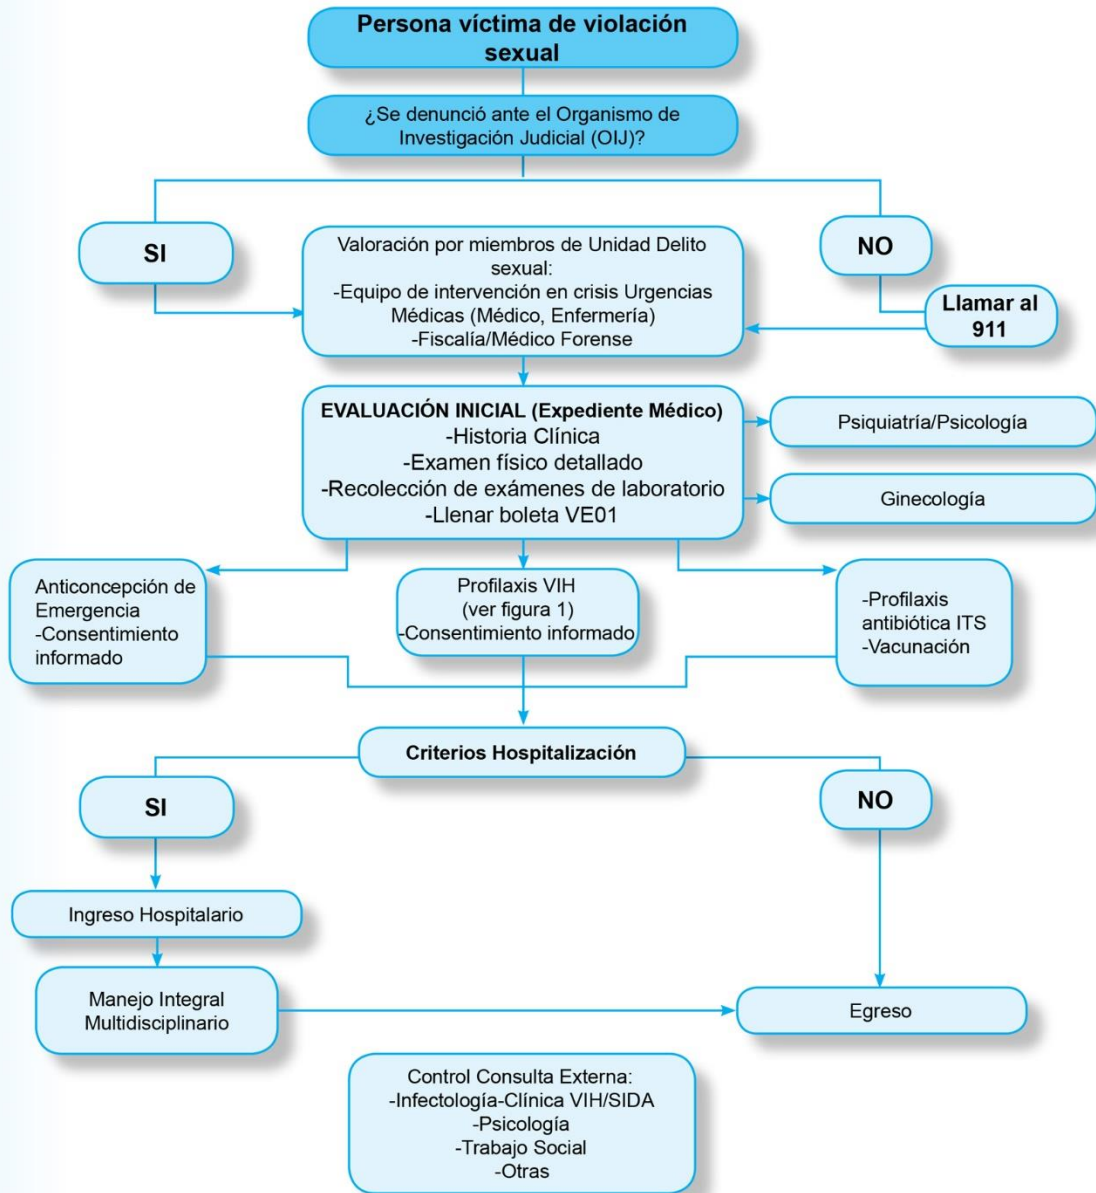 Persona víctima de violación
sexual
¿Se denunció ante el Organismo de
Investigación Judicial (OIJ)?
SI
NO
Valoración por miembros de Unidad Delito
sexual:
-Equipo de intervención en crisis Urgencias
Médicas (Médico, Enfermería)
-Fiscalía/Médico Forense
Llamar al
911
EVALUACIÓN INICIAL (Expediente Médico)
-Historia Clínica
-Examen físico detallado
-Recolección de exámenes de laboratorio
-Llenar boleta VE01
Psiquiatría/Psicología
Ginecología
Anticoncepción de
Emergencia
-Consentimiento
informado
Profilaxis VIH
(ver figura 1)
-Consentimiento informado
-Profilaxis
antibiótica ITS
-Vacunación
Criterios Hospitalización
SI
NO
Ingreso Hospitalario
Manejo Integral
Multidisciplinario
Egreso
Control Consulta Externa:
-Infectología-Clínica VIH/SIDA
-Psicología
-Trabajo Social
-Otras